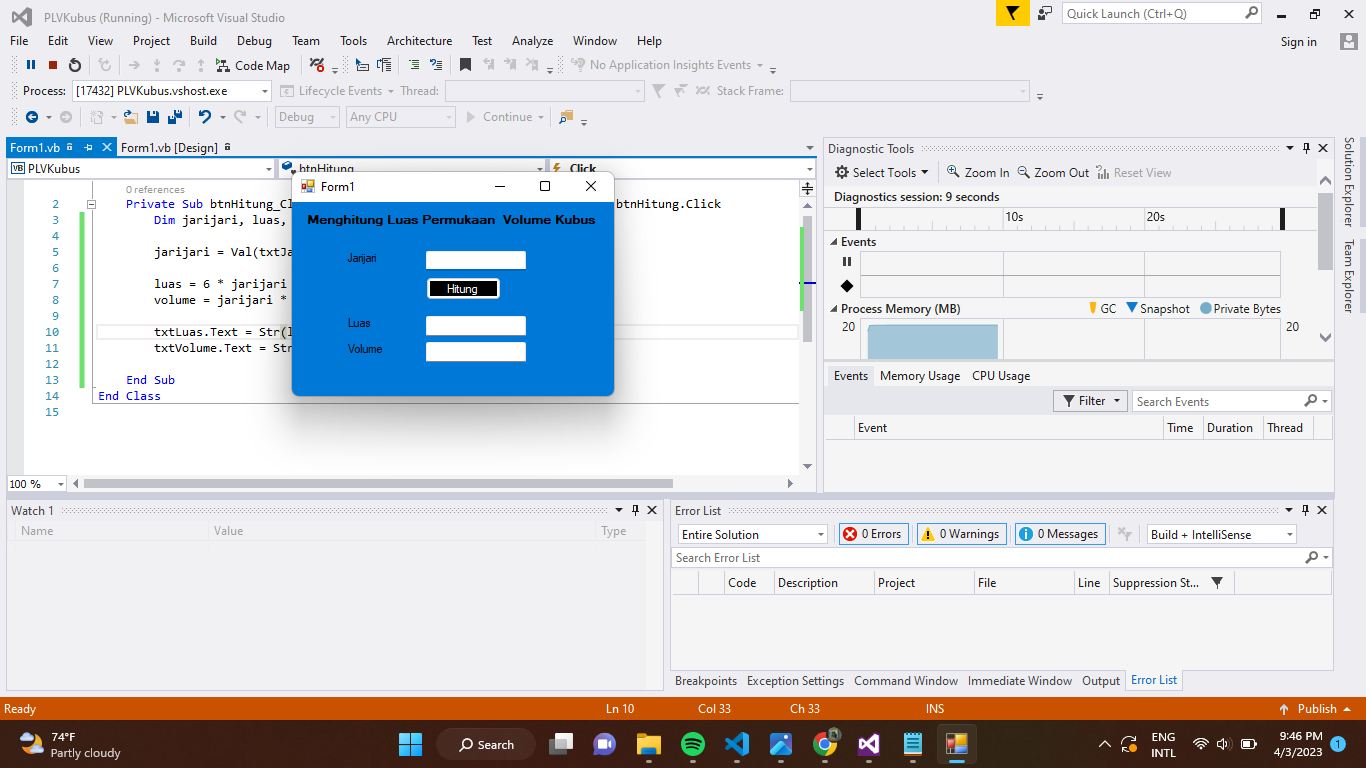 PLVKubus (Running) - Microsoft Visual Studio
Quick Launch (Ctrl+Q)
File Edit View Project Build Debug Team Tools Architecture Test Analyze Window Help
Sign in
Code Map
No Application Insights Events
Process: [17432] PLVKubus.vshost.exe
Lifecycle Events
Thread:
Stack Frame:
Debug
Any CPU
Continue
Form1.vb
Form1.vb [Design]
VB PLVKubus
btnHitung
Click
0 references
2 Private Sub btnHitung_Cl
btnHitung.Click
3 Dim jarijari, luas,
4
5 jarijari = Val(txtJa
6
7 luas = 6 * jarijari
8 volume = jarijari *
9
10 txtLuas.Text = Str(l
11 txtVolume.Text = Str
12
13 End Sub
14 End Class
15
100 %
Form1
Menghitung Luas Permukaan Volume Kubus
Jarijari
Hitung
Luas
Volume
Diagnostic Tools
Select Tools
Zoom In
Zoom Out
Reset View
Diagnostics session: 9 seconds
10s
20s
Events
Process Memory (MB)
GC
Snapshot
Private Bytes
20
20
Events
Memory Usage
CPU Usage
Filter
Search Events
Event
Time
Duration
Thread
Solution Explorer
Team Explorer
Watch 1
Name
Value
Type
Error List
Entire Solution
0 Errors
0 Warnings
0 Messages
Build + IntelliSense
Search Error List
Code
Description
Project
File
Line
Suppression St...
Breakpoints
Exception Settings
Command Window
Immediate Window
Output
Error List
Ready
Ln 10
Col 33
Ch 33
INS
Publish
74°F
Partly cloudy
Search
ENG
INTL
9:46 PM
4/3/2023
1